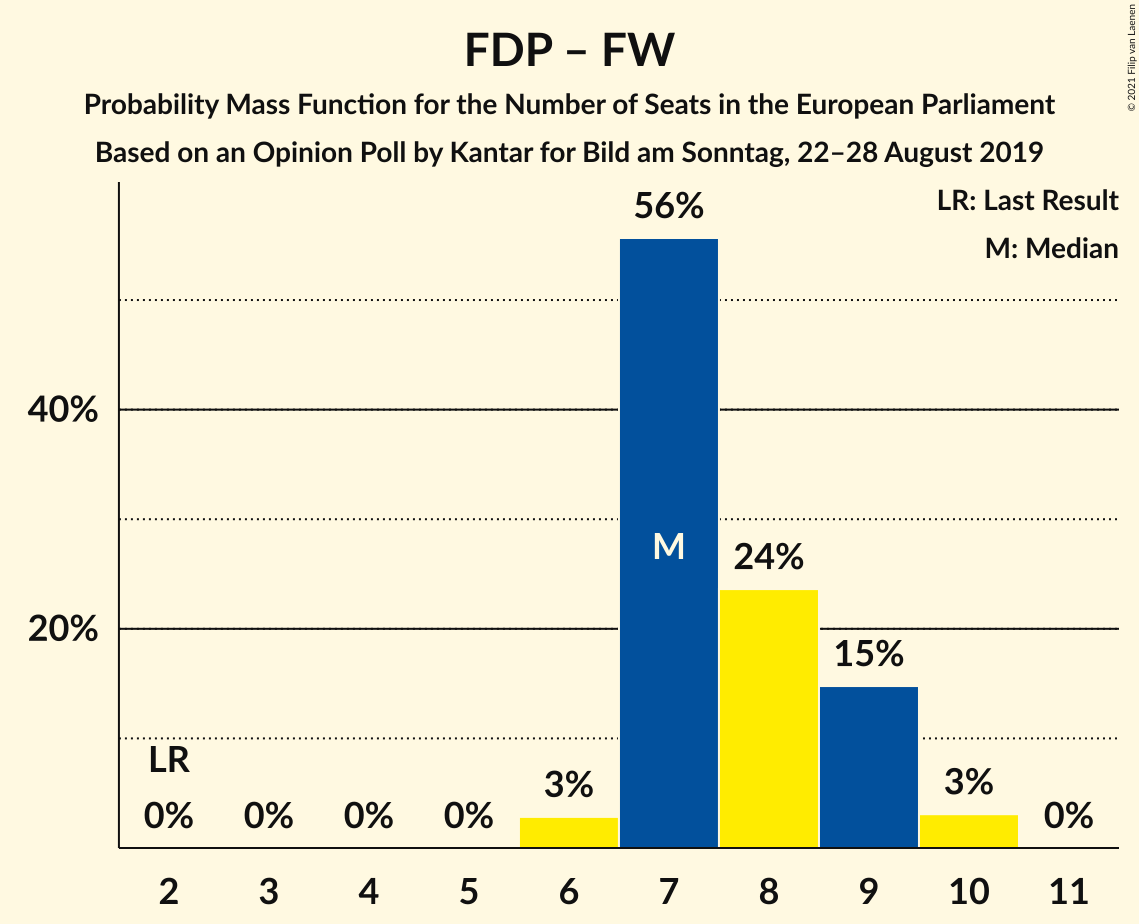 FDP – FW
Probability Mass Function for the Number of Seats in the European Parliament
Based on an Opinion Poll by Kantar for Bild am Sonntag, 22–28 August 2019
© 2021 Filip van Laenen
LR: Last Result
M: Median
56%
40%
M
24%
20%
15%
LR
0%
0%
0%
0%
3%
3%
0%
2
3
4
5
6
7
8
9
10
11